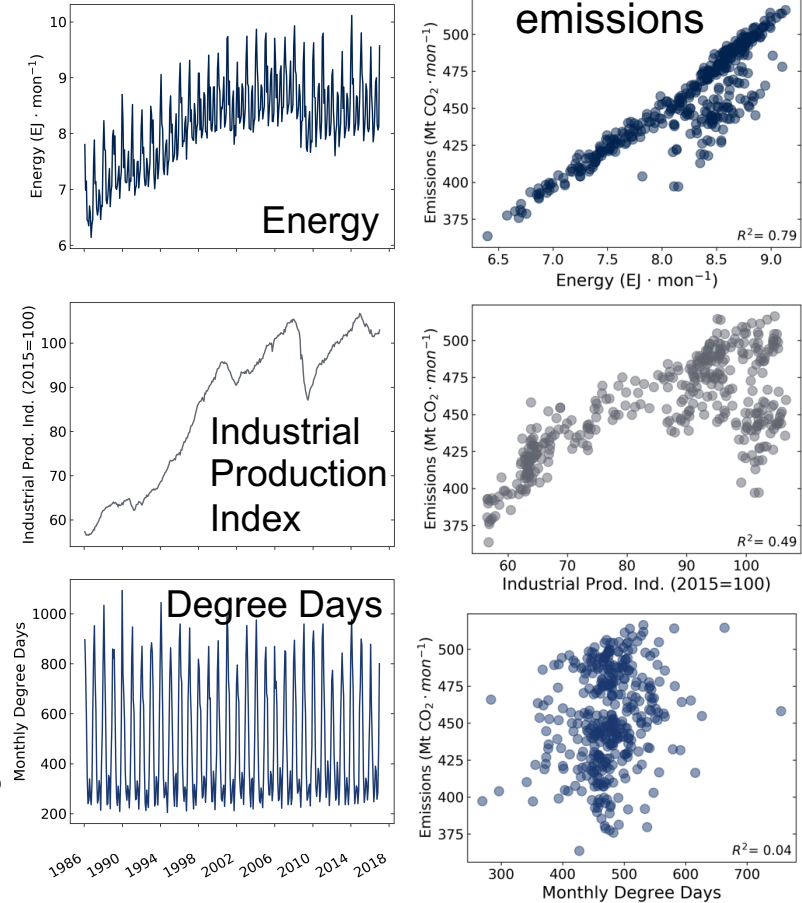 emissions
10
9
8
7
6
Energy (EJ · mon⁻¹)
Energy
500
475
450
425
400
375
Emissions (Mt CO₂ · mon⁻¹)
R²= 0.79
6.5 7.0 7.5 8.0 8.5 9.0
Energy (EJ · mon⁻¹)
100
90
80
70
60
Industrial Prod. Ind. (2015=100)
Industrial
Production
Index
500
475
450
425
400
375
Emissions (Mt CO₂ · mon⁻¹)
R²= 0.49
60 70 80 90 100
Industrial Prod. Ind. (2015=100)
1000
800
600
400
200
Monthly Degree Days
Degree Days
1986 1990 1994 1998 2002 2006 2010 2014 2018
500
475
450
425
400
375
Emissions (Mt CO₂ · mon⁻¹)
R²= 0.04
300 400 500 600 700
Monthly Degree Days